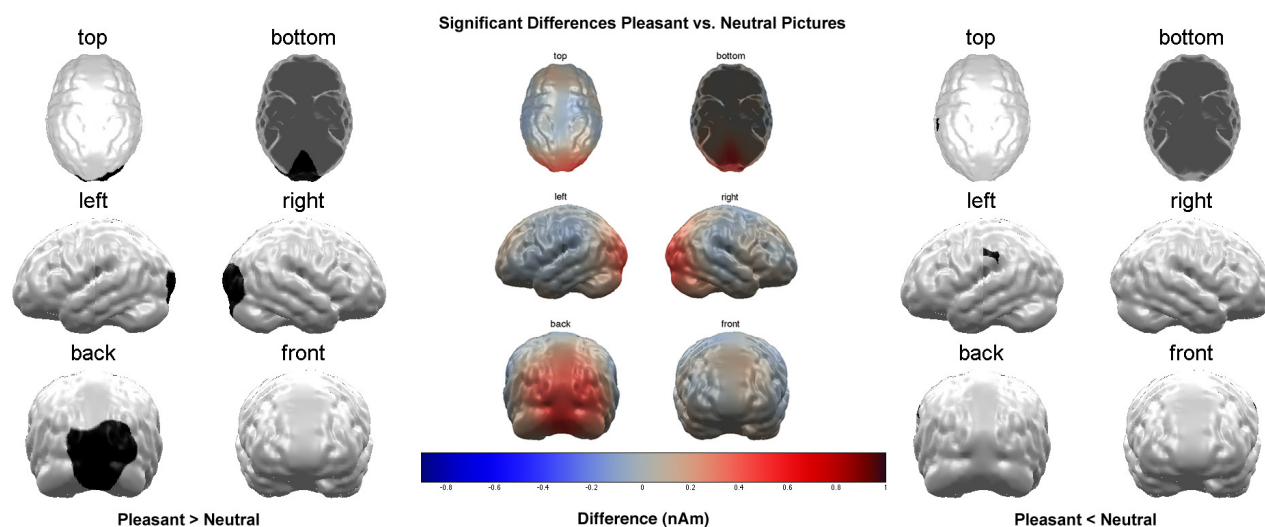 Significant Differences Pleasant vs. Neutral Pictures
top
bottom
left
right
back
front
Pleasant > Neutral
top
bottom
left
right
back
front
-0.8 -0.6 -0.4 -0.2 0 0.2 0.4 0.6 0.8 1
Difference (nAm)
top
bottom
left
right
back
front
Pleasant < Neutral